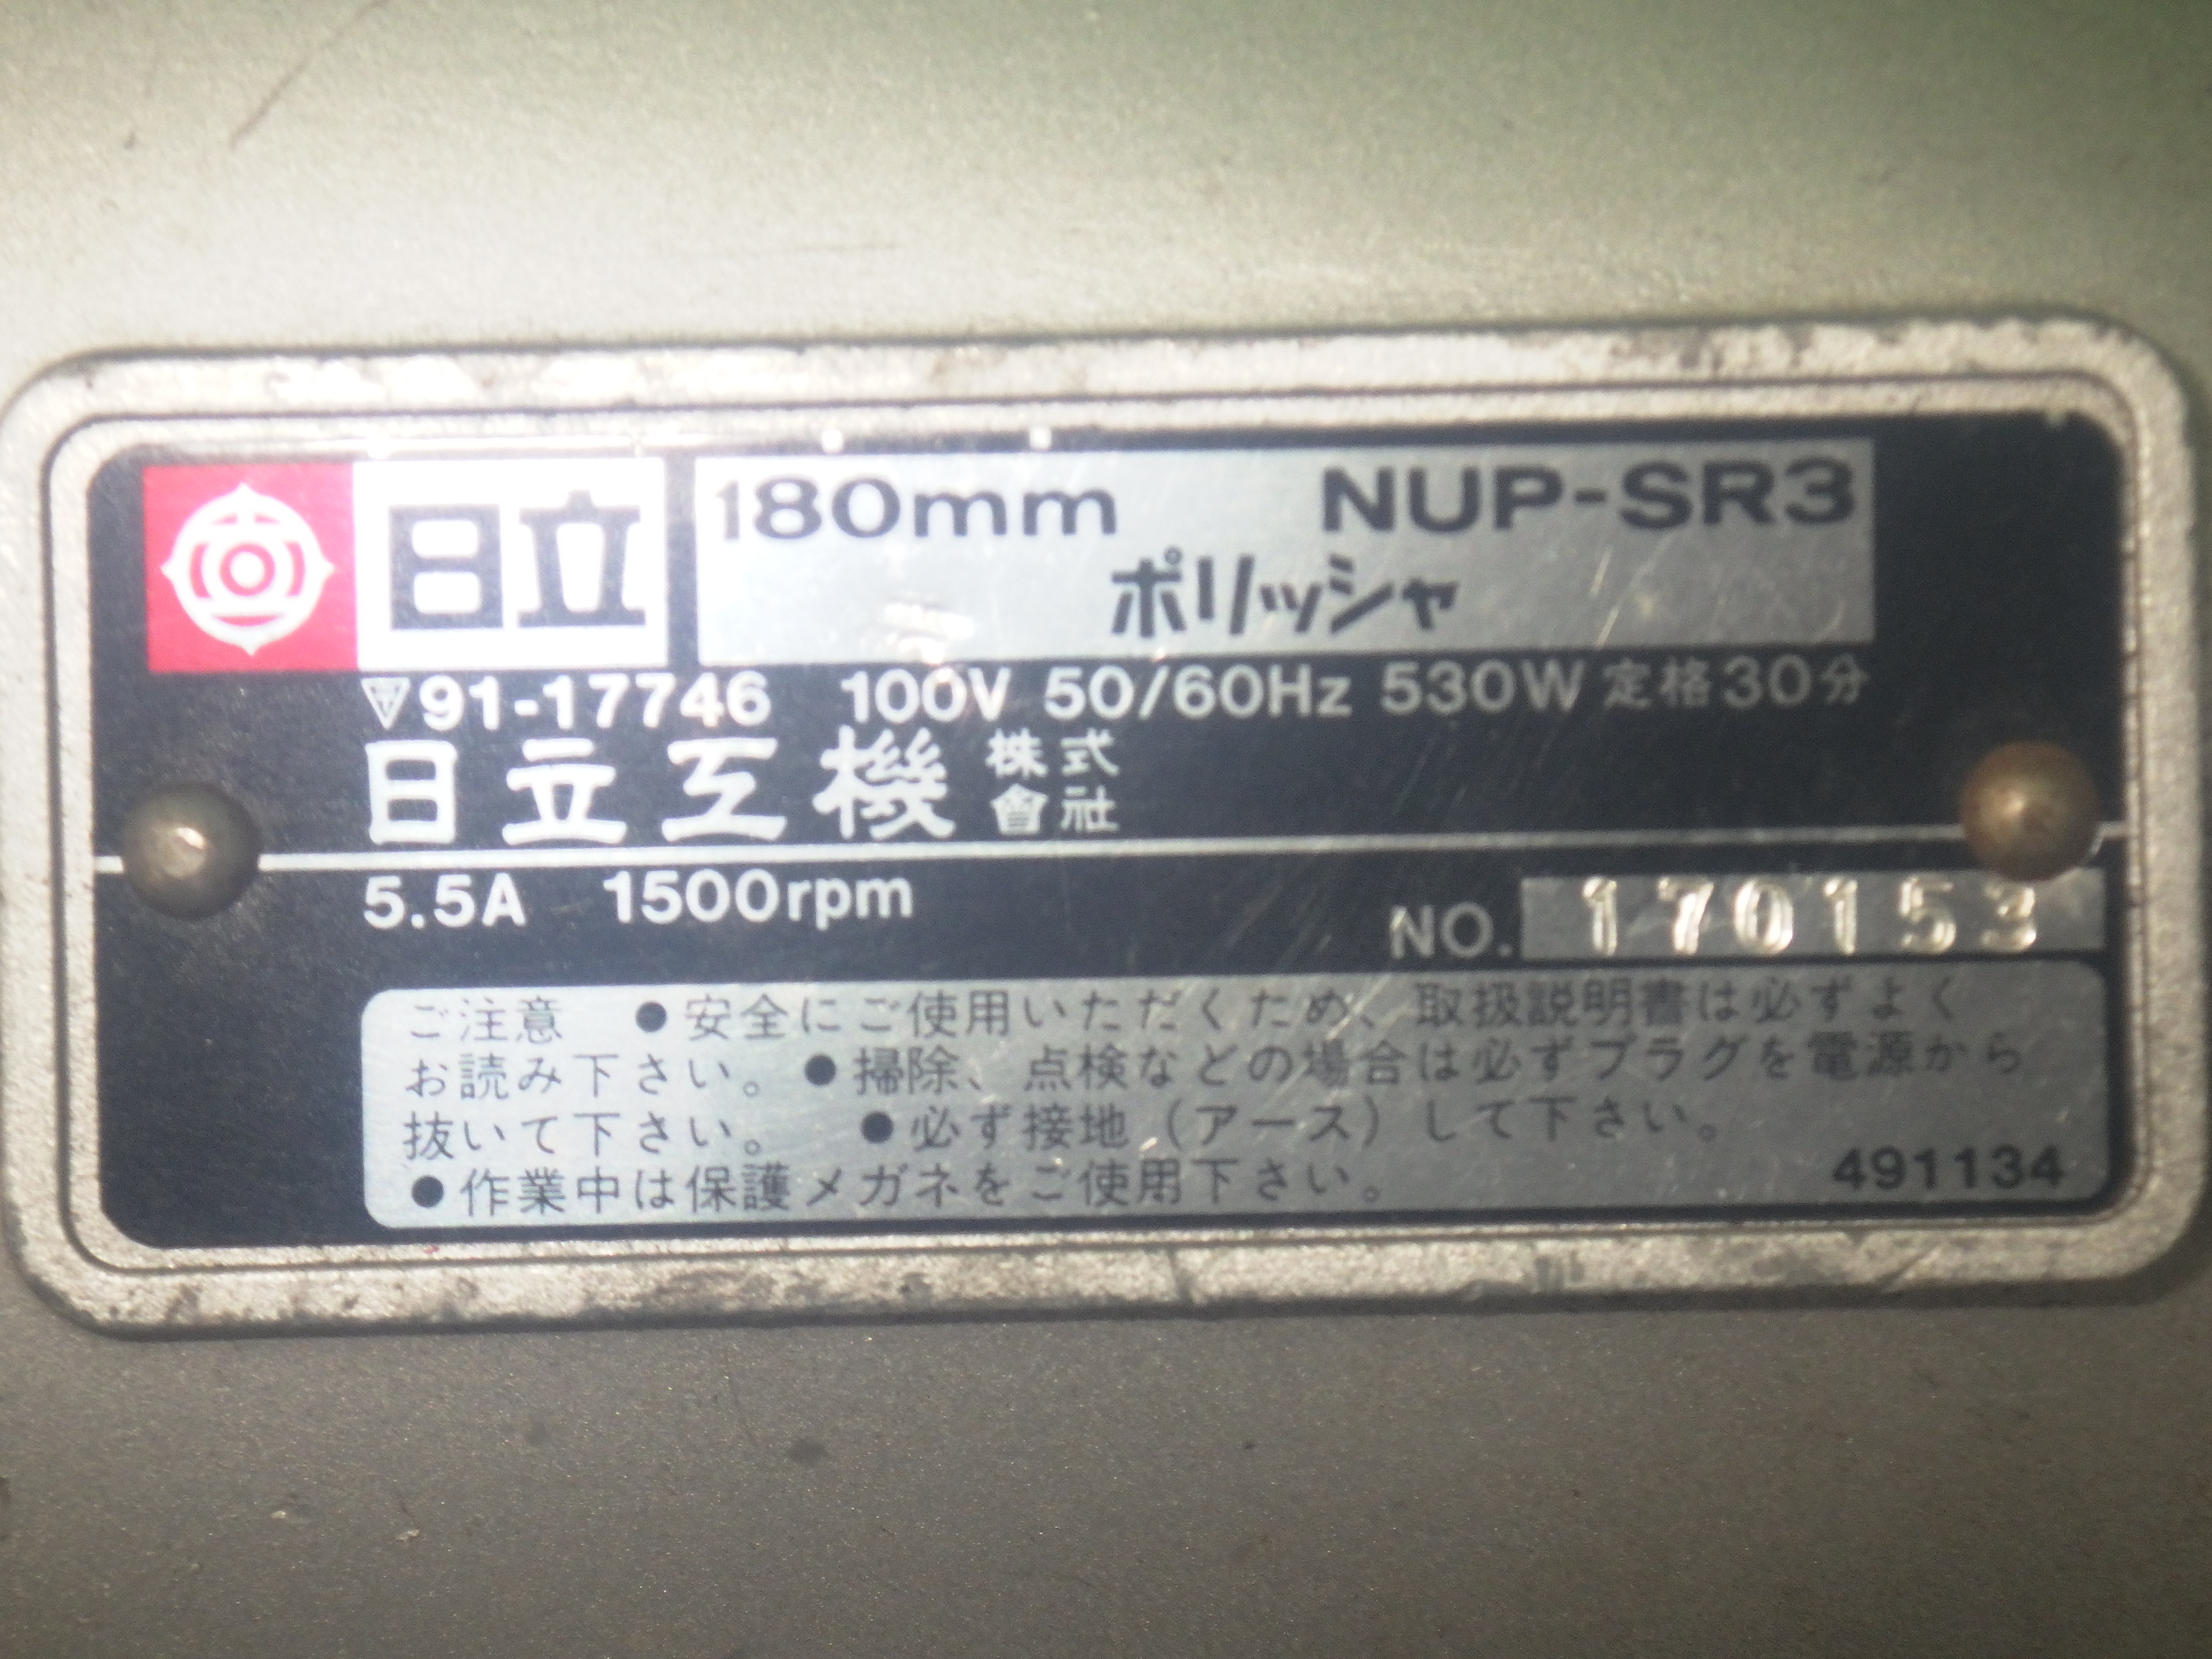 日立 180mm NUP-SR3
ポリッシャ
91-17746 100V 50/60Hz 530W 定格30分
日立工機 株式會社
5.5A 1500rpm
NO. 170153
ご注意 ●安全にご使用いただくため、取扱説明書は必ずよく
お読み下さい。●掃除、点検などの場合は必ずプラグを電源から
抜いて下さい。 ●必ず接地（アース）して下さい。
●作業中は保護メガネをご使用下さい。
491134